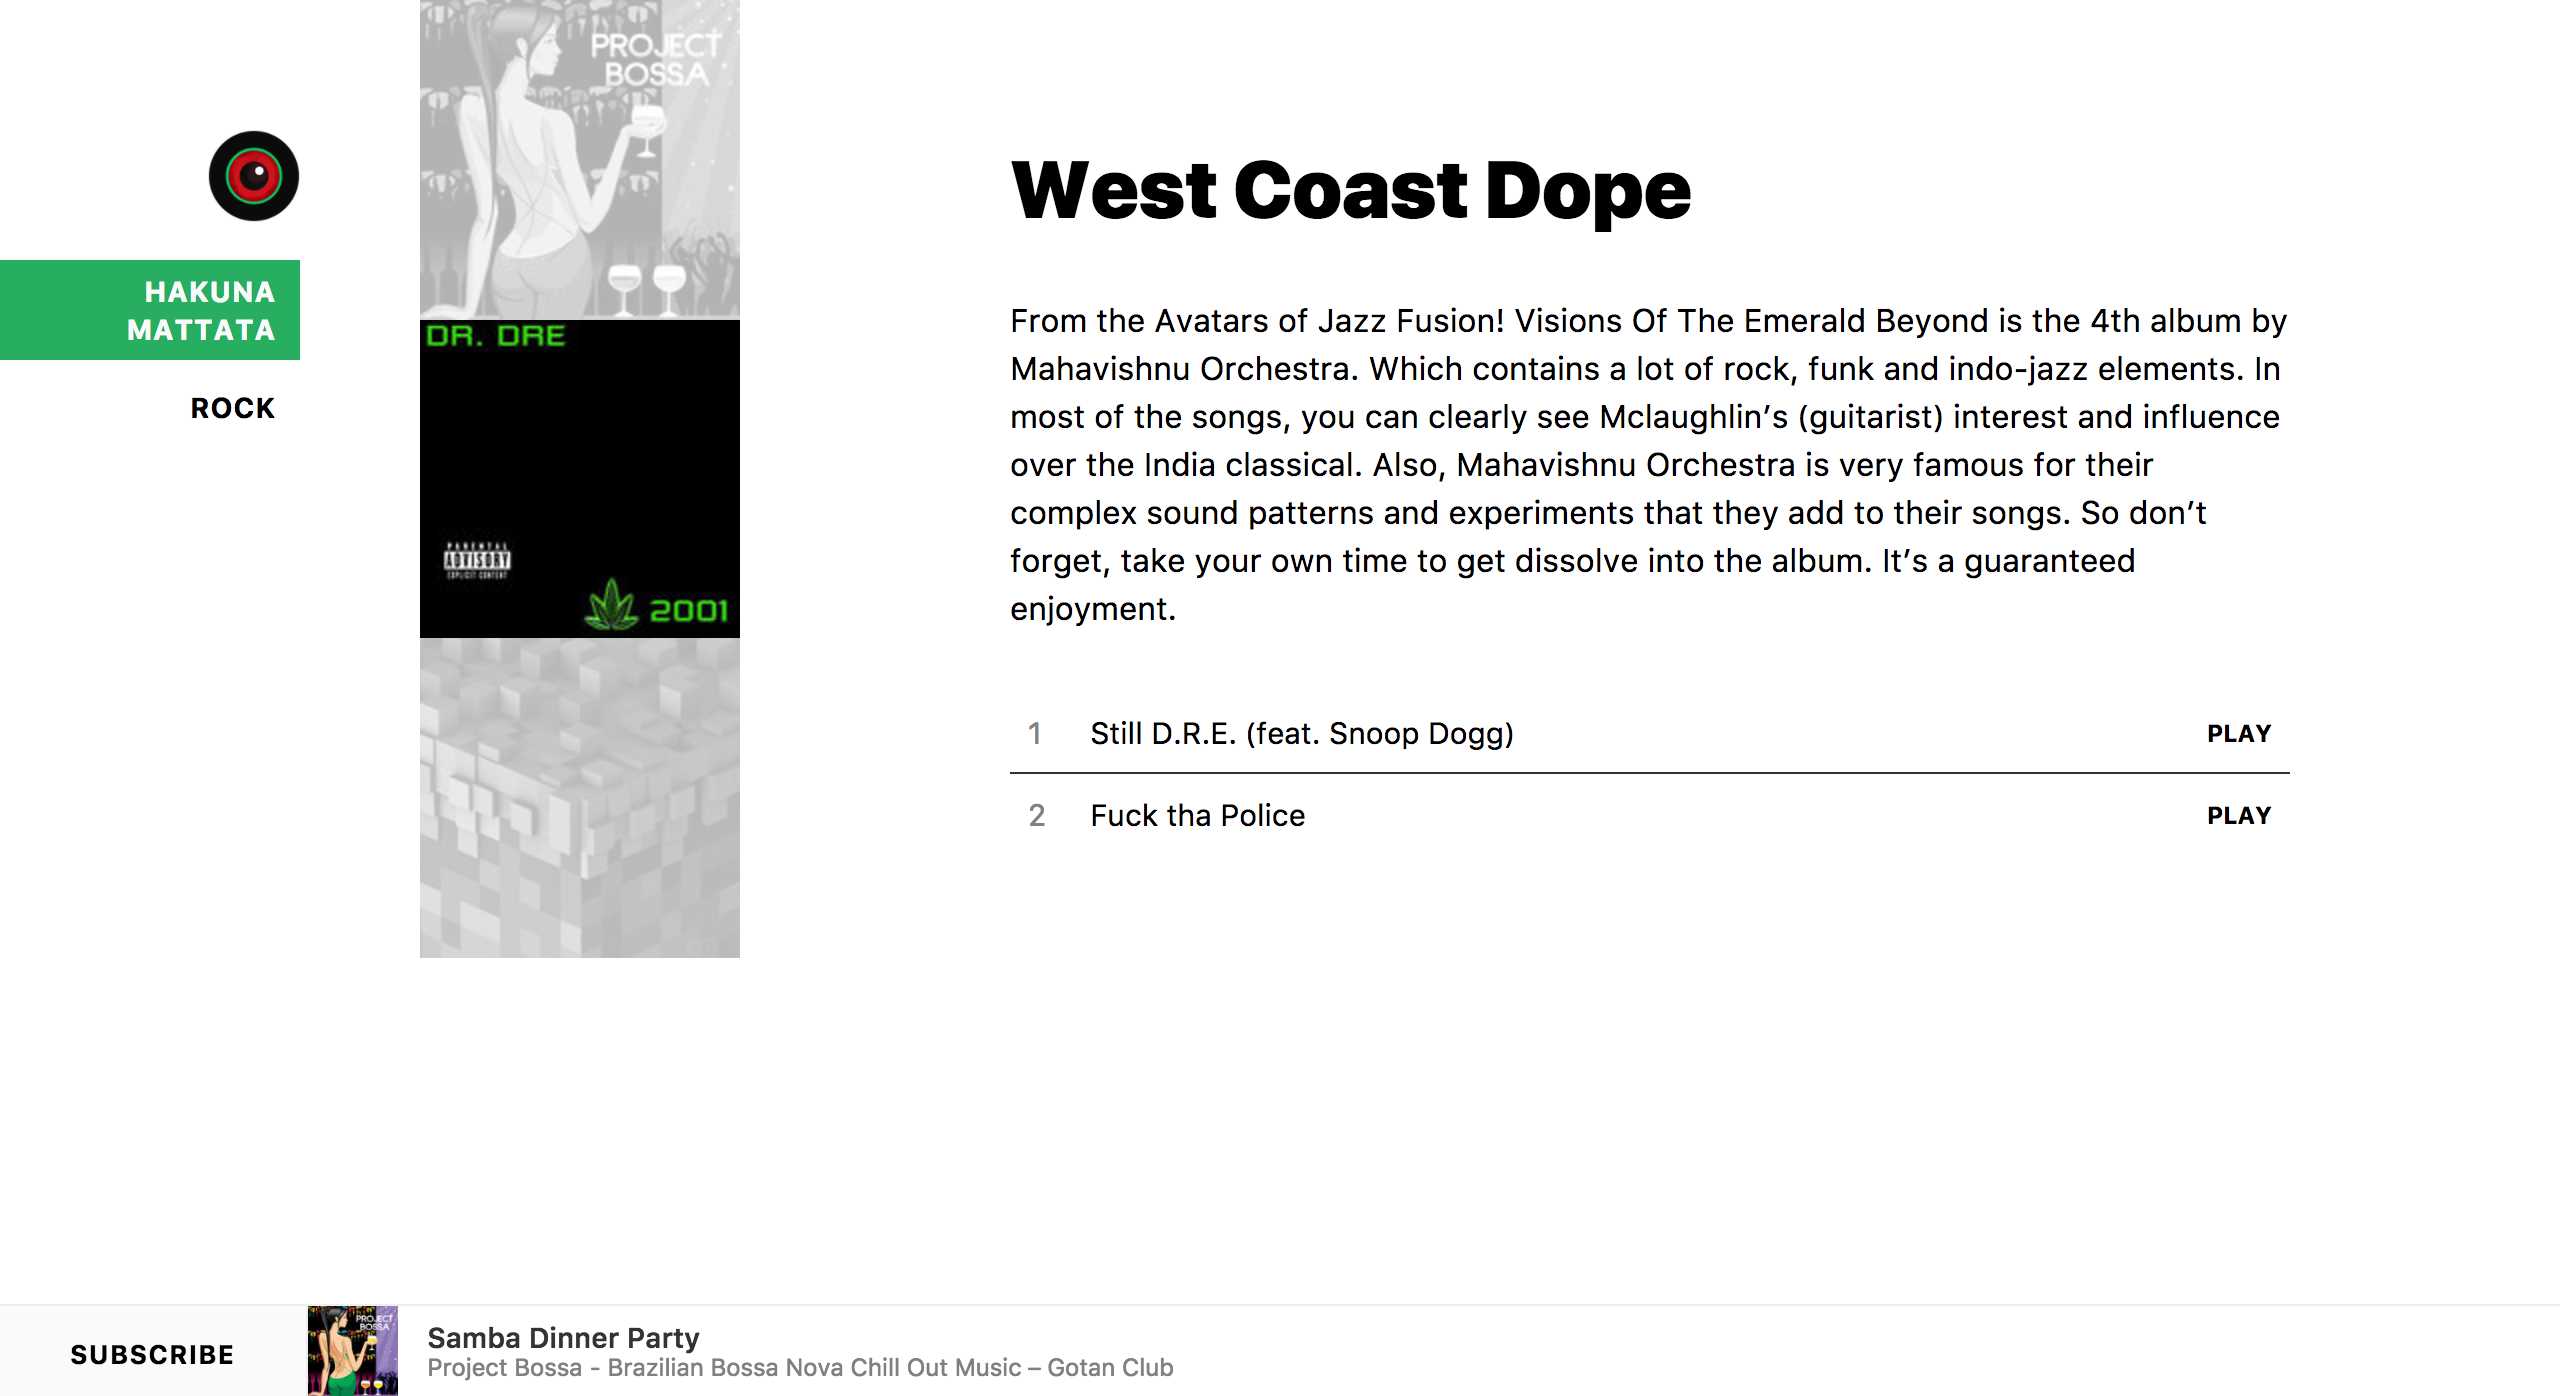 HAKUNA
MATTATA
ROCK
PROJECT
BOSSA
DR. DRE
PARENTAL
ADVISORY
EXPLICIT CONTENT
2001
West Coast Dope
From the Avatars of Jazz Fusion! Visions Of The Emerald Beyond is the 4th album by
Mahavishnu Orchestra. Which contains a lot of rock, funk and indo-jazz elements. In
most of the songs, you can clearly see Mclaughlin’s (guitarist) interest and influence
over the India classical. Also, Mahavishnu Orchestra is very famous for their
complex sound patterns and experiments that they add to their songs. So don’t
forget, take your own time to get dissolve into the album. It’s a guaranteed
enjoyment.
1 Still D.R.E. (feat. Snoop Dogg) PLAY
2 Fuck tha Police PLAY
SUBSCRIBE
PROJECT
BOSSA
Samba Dinner Party
Project Bossa - Brazilian Bossa Nova Chill Out Music – Gotan Club